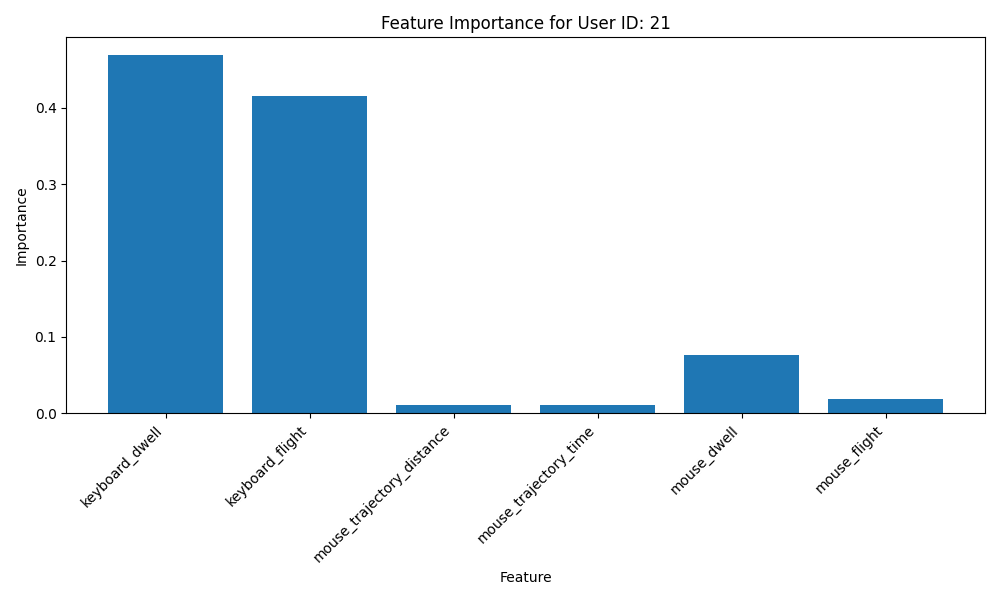 Feature Importance for User ID: 21
Importance
0.4
0.3
0.2
0.1
0.0
keyboard_dwell
keyboard_flight
mouse_trajectory_distance
mouse_trajectory_time
mouse_dwell
mouse_flight
Feature